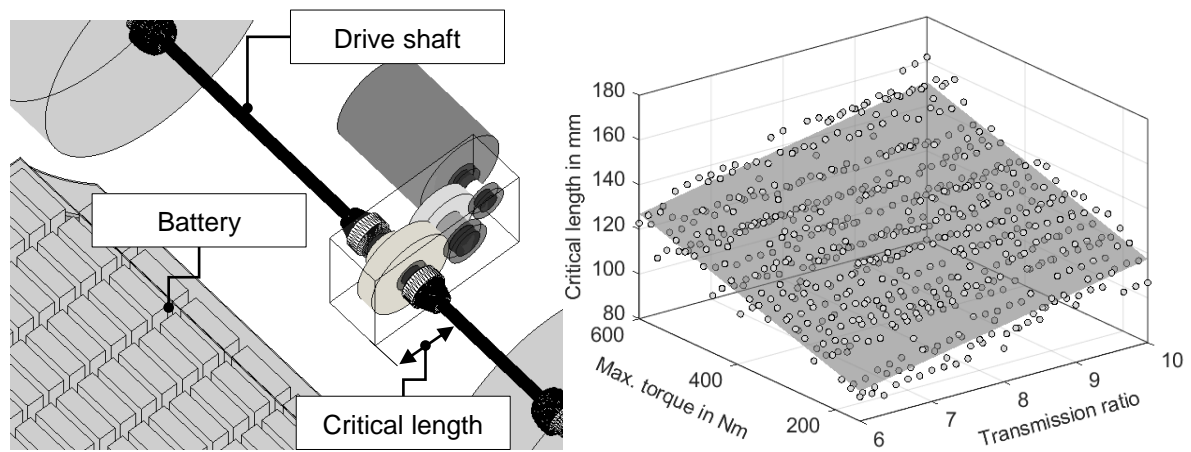 Drive shaft
Battery
Critical length
Critical length in mm
180
160
140
120
100
80
600
400
200
Max. torque in Nm
6
7
8
9
10
Transmission ratio